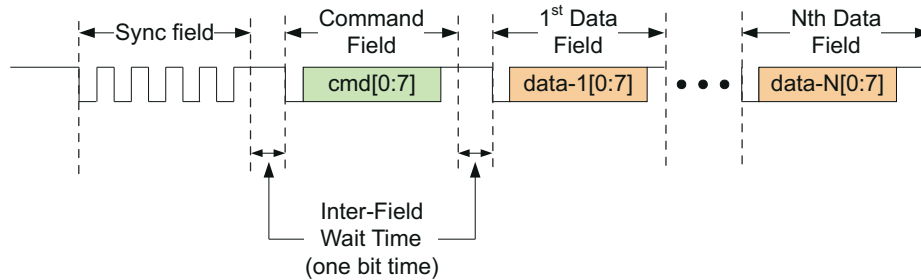 Sync field
Command
Field
1st Data
Field
Nth Data
Field
cmd[0:7]
data-1[0:7]
data-N[0:7]
Inter-Field
Wait Time
(one bit time)